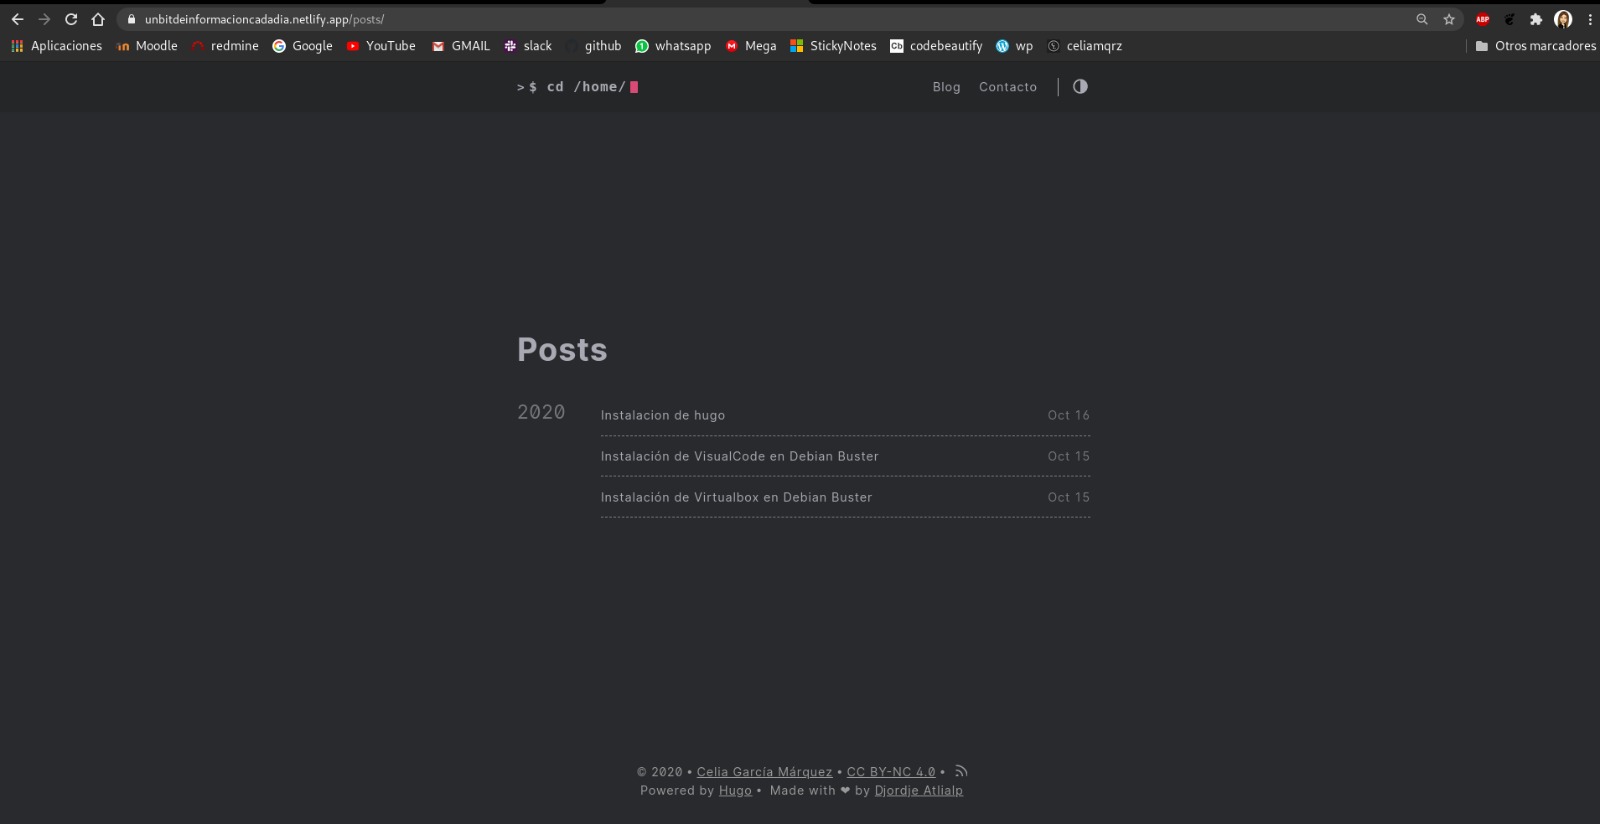 unbitdeinformacioncadadia.netlify.app/posts/
ABP
Aplicaciones Moodle redmine Google YouTube GMAIL slack github whatsapp Mega StickyNotes Cb codebeautify wp celiamqrz Otros marcadores
>$ cd /home/ Blog Contacto
Posts
2020
Instalacion de hugo Oct 16
Instalación de VisualCode en Debian Buster Oct 15
Instalación de Virtualbox en Debian Buster Oct 15
© 2020 • Celia García Márquez • CC BY-NC 4.0 •
Powered by Hugo • Made with ❤ by Djordje Atlialp